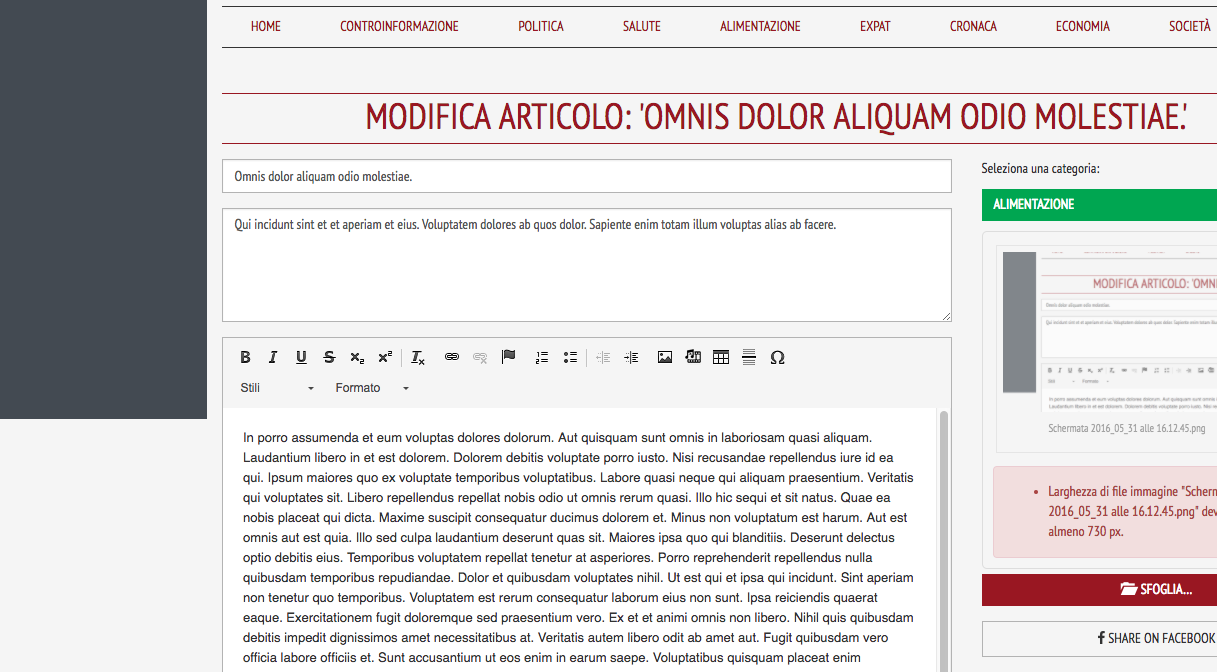 HOME CONTROINFORMAZIONE POLITICA SALUTE ALIMENTAZIONE EXPAT CRONACA ECONOMIA SOCIETÀ
MODIFICA ARTICOLO: 'OMNIS DOLOR ALIQUAM ODIO MOLESTIAE.'
Omnis dolor aliquam odio molestiae.
Qui incidunt sint et et aperiam et eius. Voluptatem dolores ab quos dolor. Sapiente enim totam illum voluptas alias ab facere.
B I U S x₂ x² Tx Ω
Stili Formato
In porro assumenda et eum voluptas dolores dolorum. Aut quisquam sunt omnis in laboriosam quasi aliquam.
Laudantium libero in et est dolorem. Dolorem debitis voluptate porro iusto. Nisi recusandae repellendus iure id ea
qui. Ipsum maiores quo ex voluptate temporibus voluptatibus. Labore quasi neque qui aliquam praesentium. Veritatis
qui voluptates sit. Libero repellendus repellat nobis odio ut omnis rerum quasi. Illo hic sequi et sit natus. Quae ea
nobis placeat qui dicta. Maxime suscipit consequatur ducimus dolorem et. Minus non voluptatum est harum. Aut est
omnis aut est quia. Illo sed culpa laudantium deserunt quas sit. Maiores ipsa quo qui blanditiis. Deserunt delectus
optio debitis eius. Temporibus voluptatem repellat tenetur at asperiores. Porro reprehenderit repellendus nulla
quibusdam temporibus repudiandae. Dolor et quibusdam voluptates nihil. Ut est qui et ipsa qui incidunt. Sint aperiam
non tenetur quo temporibus. Voluptatem est rerum consequatur laborum eius non sunt. Ipsa reiciendis quaerat
eaque. Exercitationem fugit doloremque sed praesentium vero. Ex et et animi omnis non libero. Nihil quis quibusdam
debitis impedit dignissimos amet necessitatibus at. Veritatis autem libero odit ab amet aut. Fugit quibusdam vero
officia labore officiis et. Sunt accusantium ut eos enim in earum saepe. Voluptatibus quisquam placeat enim
Seleziona una categoria:
ALIMENTAZIONE
MODIFICA ARTICOLO: 'OMNI
Schermata 2016_05_31 alle 16.12.45.png
Larghezza di file immagine "Schern
2016_05_31 alle 16.12.45.png" dev
almeno 730 px.
SFOGLIA...
SHARE ON FACEBOOK